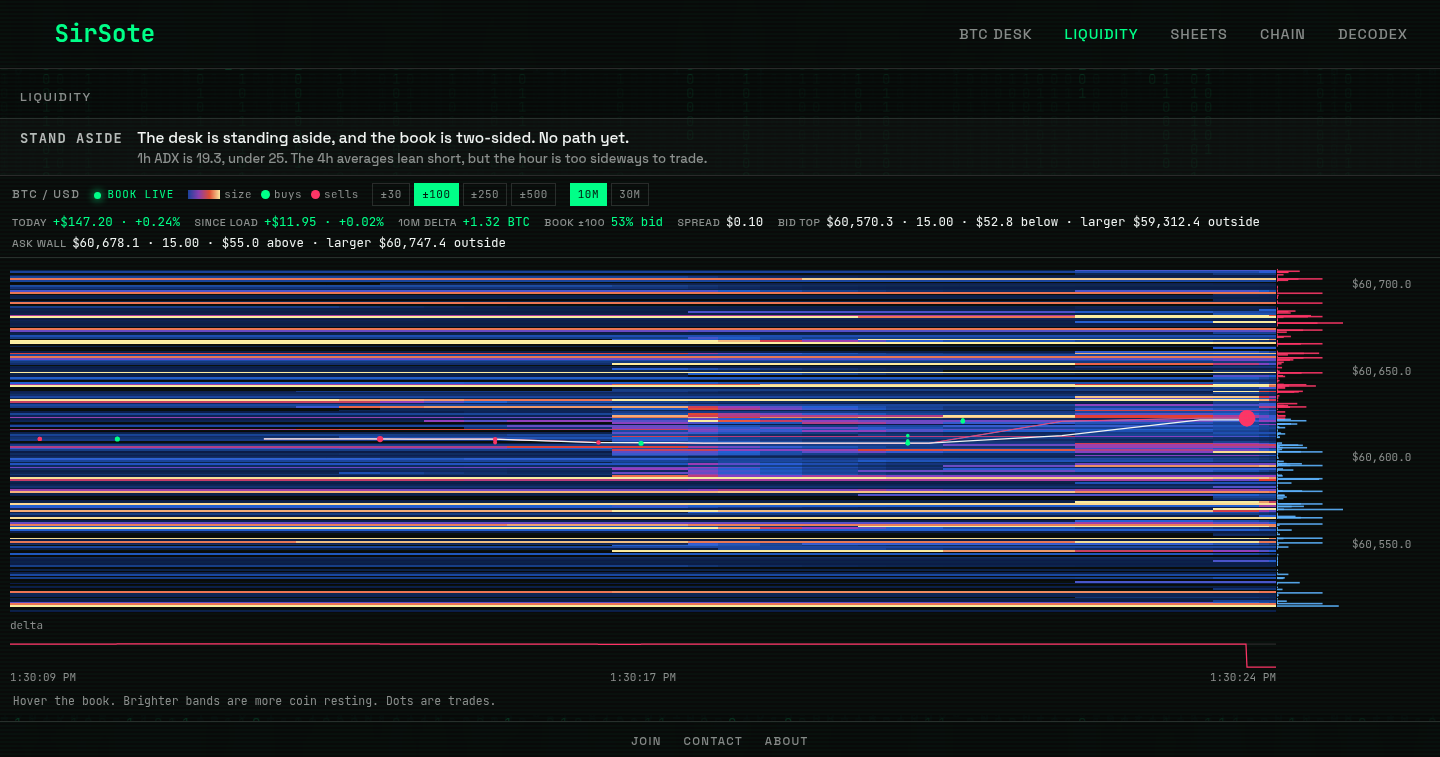 SirSote
BTC DESK LIQUIDITY SHEETS CHAIN DECODEX
LIQUIDITY
STAND ASIDE The desk is standing aside, and the book is two-sided. No path yet.
1h ADX is 19.3, under 25. The 4h averages lean short, but the hour is too sideways to trade.
BTC / USD BOOK LIVE size buys sells ±30 ±100 ±250 ±500 10M 30M
TODAY +$147.20 · +0.24% SINCE LOAD +$11.95 · +0.02% 10M DELTA +1.32 BTC BOOK ±100 53% bid SPREAD $0.10 BID TOP $60,570.3 · 15.00 · $52.8 below · larger $59,312.4 outside
ASK WALL $60,678.1 · 15.00 · $55.0 above · larger $60,747.4 outside
$60,700.0
$60,650.0
$60,600.0
$60,550.0
delta
1:30:09 PM 1:30:17 PM 1:30:24 PM
Hover the book. Brighter bands are more coin resting. Dots are trades.
JOIN CONTACT ABOUT